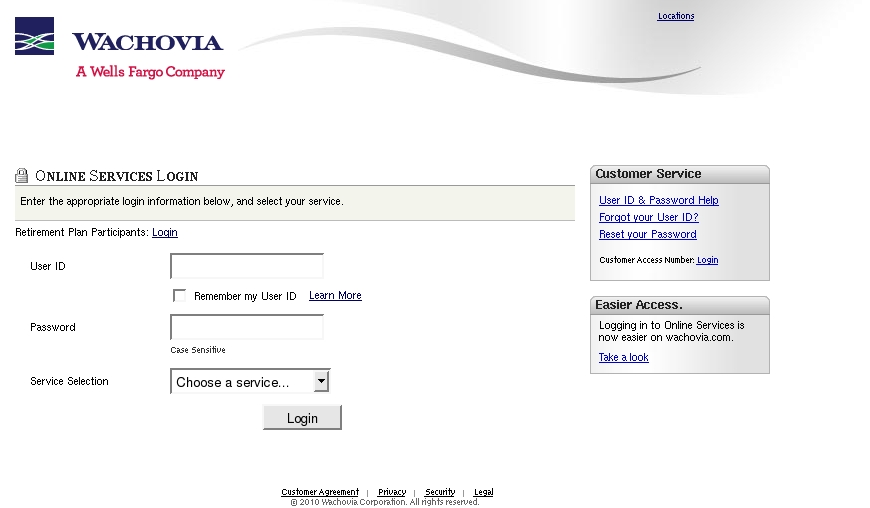 Locations
WACHOVIA
A Wells Fargo Company
ONLINE SERVICES LOGIN
Enter the appropriate login information below, and select your service.
Retirement Plan Participants: Login
User ID
Remember my User ID Learn More
Password
Case Sensitive
Service Selection
Choose a service...
Login
Customer Service
User ID & Password Help
Forgot your User ID?
Reset your Password
Customer Access Number: Login
Easier Access.
Logging in to Online Services is
now easier on wachovia.com.
Take a look
Customer Agreement | Privacy | Security | Legal
© 2010 Wachovia Corporation. All rights reserved.